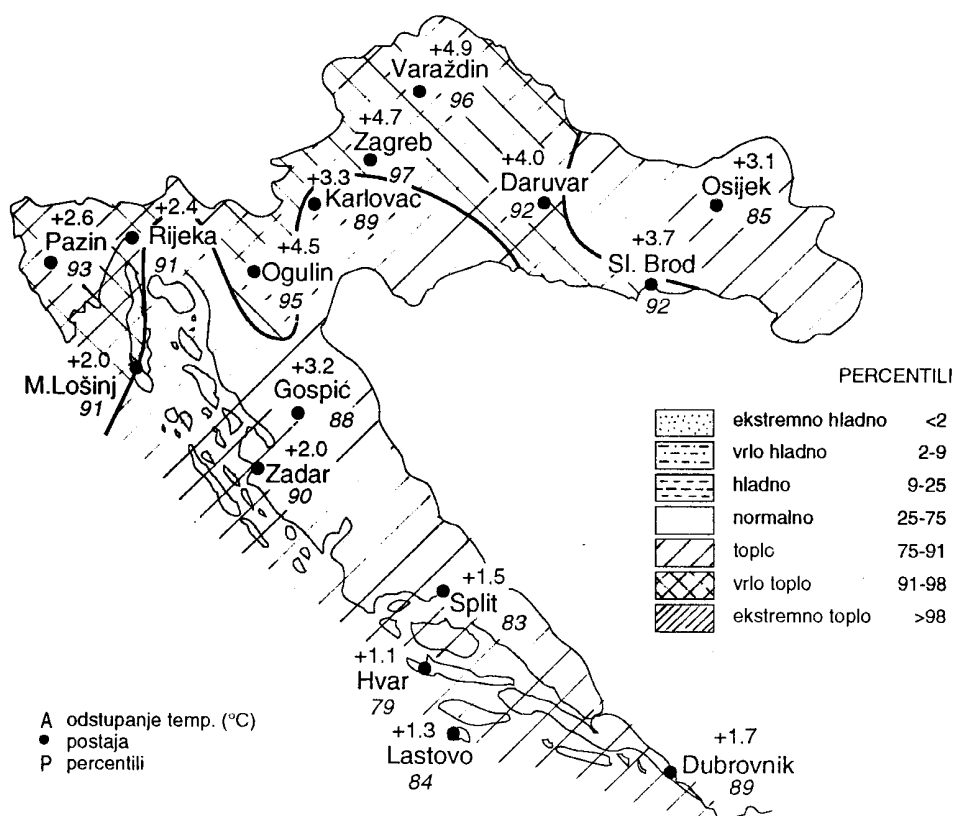 +4.9
Varaždin
96
+4.7
Zagreb
97
+4.0
Daruvar
92
+3.1
Osijek
85
+3.3
Karlovac
89
+2.6
Pazin
93
+2.4
Rijeka
91
+4.5
Ogulin
95
+3.7
Sl. Brod
92
+2.0
M.Lošinj
91
+3.2
Gospić
88
+2.0
Zadar
90
+1.5
Split
83
+1.1
Hvar
79
+1.3
Lastovo
84
+1.7
Dubrovnik
89
PERCENTILI
ekstremno hladno <2
vrlo hladno 2-9
hladno 9-25
normalno 25-75
toplo 75-91
vrlo toplo 91-98
ekstremno toplo >98
A odstupanje temp. (°C)
● postaja
P percentili